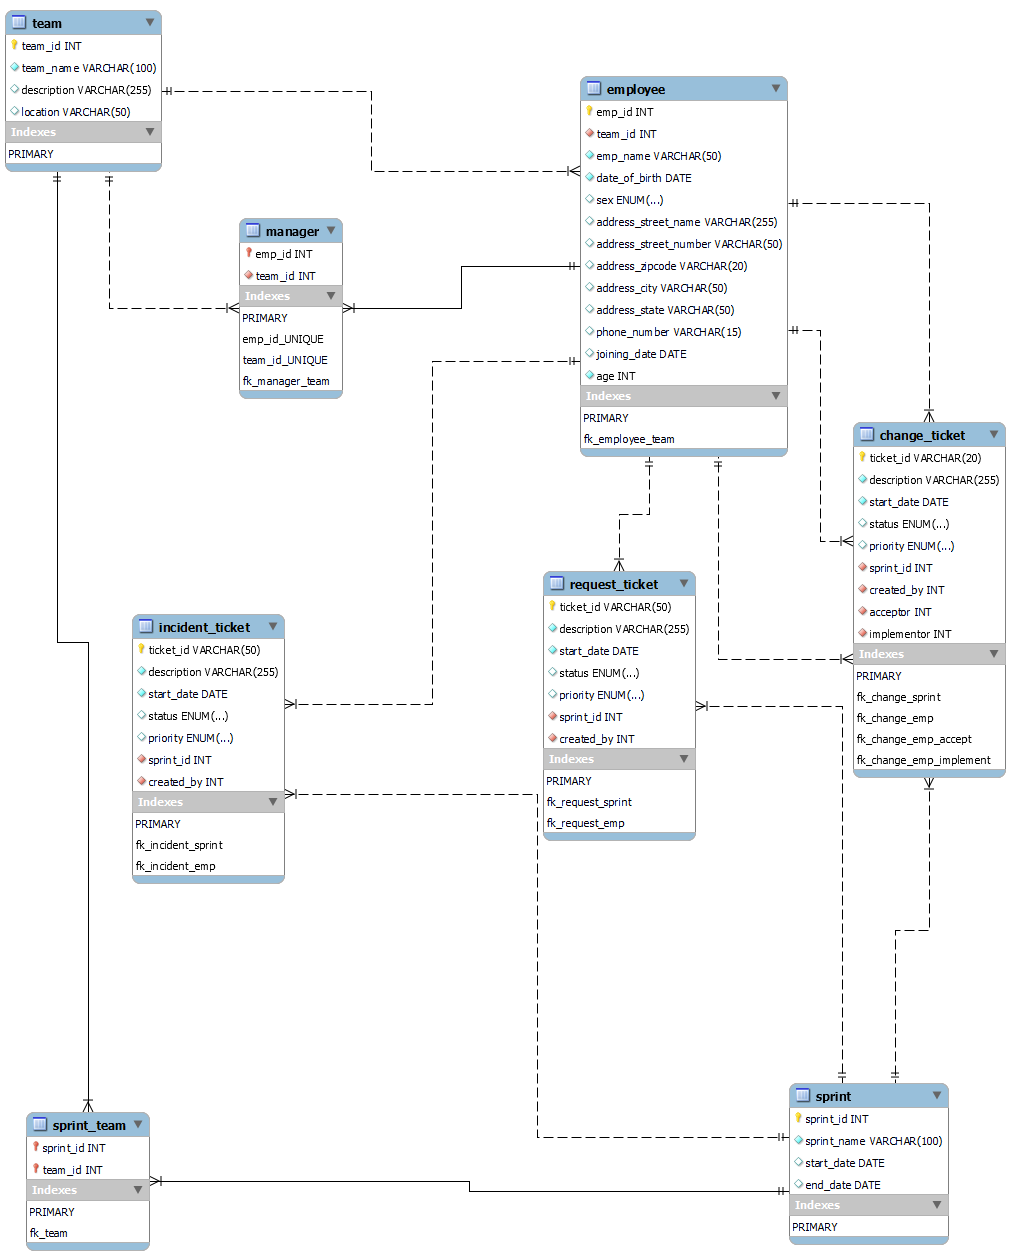 team
team_id INT
team_name VARCHAR(100)
description VARCHAR(255)
location VARCHAR(50)
Indexes
PRIMARY
employee
emp_id INT
team_id INT
emp_name VARCHAR(50)
date_of_birth DATE
sex ENUM(...)
address_street_name VARCHAR(255)
address_street_number VARCHAR(50)
address_zipcode VARCHAR(20)
address_city VARCHAR(50)
address_state VARCHAR(50)
phone_number VARCHAR(15)
joining_date DATE
age INT
Indexes
PRIMARY
fk_employee_team
manager
emp_id INT
team_id INT
Indexes
PRIMARY
emp_id_UNIQUE
team_id_UNIQUE
fk_manager_team
change_ticket
ticket_id VARCHAR(20)
description VARCHAR(255)
start_date DATE
status ENUM(...)
priority ENUM(...)
sprint_id INT
created_by INT
acceptor INT
implementor INT
Indexes
PRIMARY
fk_change_sprint
fk_change_emp
fk_change_emp_accept
fk_change_emp_implement
request_ticket
ticket_id VARCHAR(50)
description VARCHAR(255)
start_date DATE
status ENUM(...)
priority ENUM(...)
sprint_id INT
created_by INT
Indexes
PRIMARY
fk_request_sprint
fk_request_emp
incident_ticket
ticket_id VARCHAR(50)
description VARCHAR(255)
start_date DATE
status ENUM(...)
priority ENUM(...)
sprint_id INT
created_by INT
Indexes
PRIMARY
fk_incident_sprint
fk_incident_emp
sprint
sprint_id INT
sprint_name VARCHAR(100)
start_date DATE
end_date DATE
Indexes
PRIMARY
sprint_team
sprint_id INT
team_id INT
Indexes
PRIMARY
fk_team